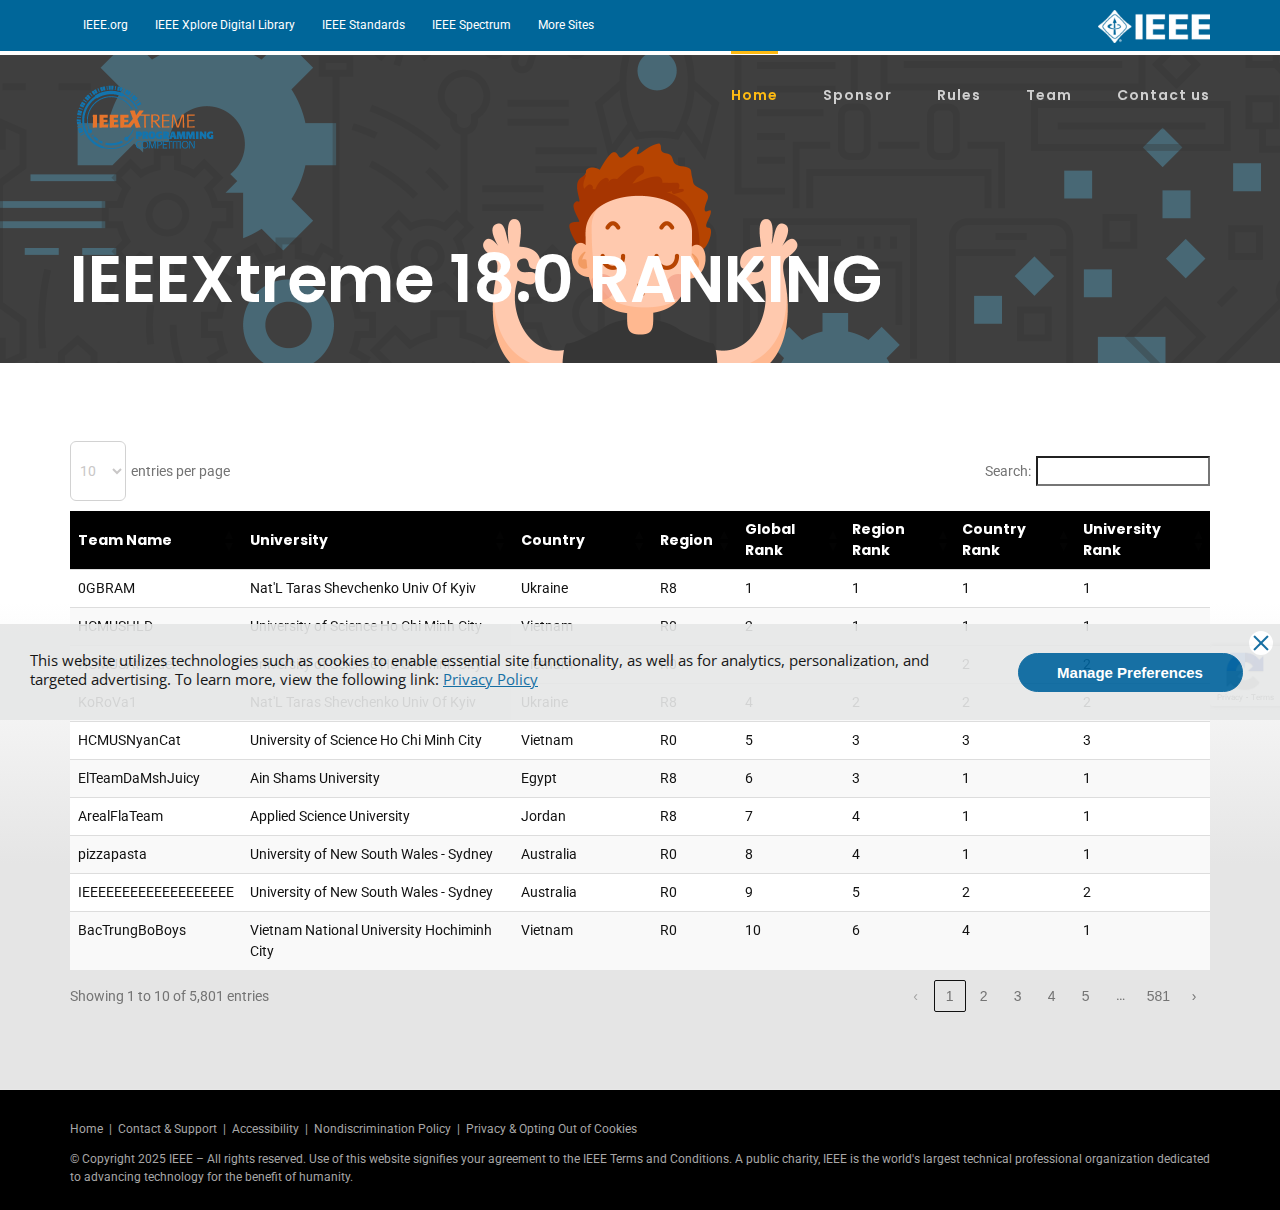 IEEE.org IEEE Xplore Digital Library IEEE Standards IEEE Spectrum More Sites IEEE
Home Sponsor Rules Team Contact us
IEEEXTREME
PROGRAMMING
COMPETITION
IEEEXtreme 18.0 RANKING
10 entries per page Search:
Team Name University Country Region Global Rank Region Rank Country Rank University Rank
0GBRAM Nat'L Taras Shevchenko Univ Of Kyiv Ukraine R8 1 1 1 1
HCMUSHLD University of Science Ho Chi Minh City Vietnam R0 2 1 1 1
This website utilizes technologies such as cookies to enable essential site functionality, as well as for analytics, personalization, and
targeted advertising. To learn more, view the following link: Privacy Policy
Manage Preferences
2 2
Privacy - Terms
KoRoVa1 Nat'L Taras Shevchenko Univ Of Kyiv Ukraine R8 4 2 2 2
HCMUSNyanCat University of Science Ho Chi Minh City Vietnam R0 5 3 3 3
ElTeamDaMshJuicy Ain Shams University Egypt R8 6 3 1 1
ArealFlaTeam Applied Science University Jordan R8 7 4 1 1
pizzapasta University of New South Wales - Sydney Australia R0 8 4 1 1
IEEEEEEEEEEEEEEEEEEE University of New South Wales - Sydney Australia R0 9 5 2 2
BacTrungBoBoys Vietnam National University Hochiminh City Vietnam R0 10 6 4 1
Showing 1 to 10 of 5,801 entries ‹ 1 2 3 4 5 … 581 ›
Home | Contact & Support | Accessibility | Nondiscrimination Policy | Privacy & Opting Out of Cookies
© Copyright 2025 IEEE – All rights reserved. Use of this website signifies your agreement to the IEEE Terms and Conditions. A public charity, IEEE is the world's largest technical professional organization dedicated
to advancing technology for the benefit of humanity.